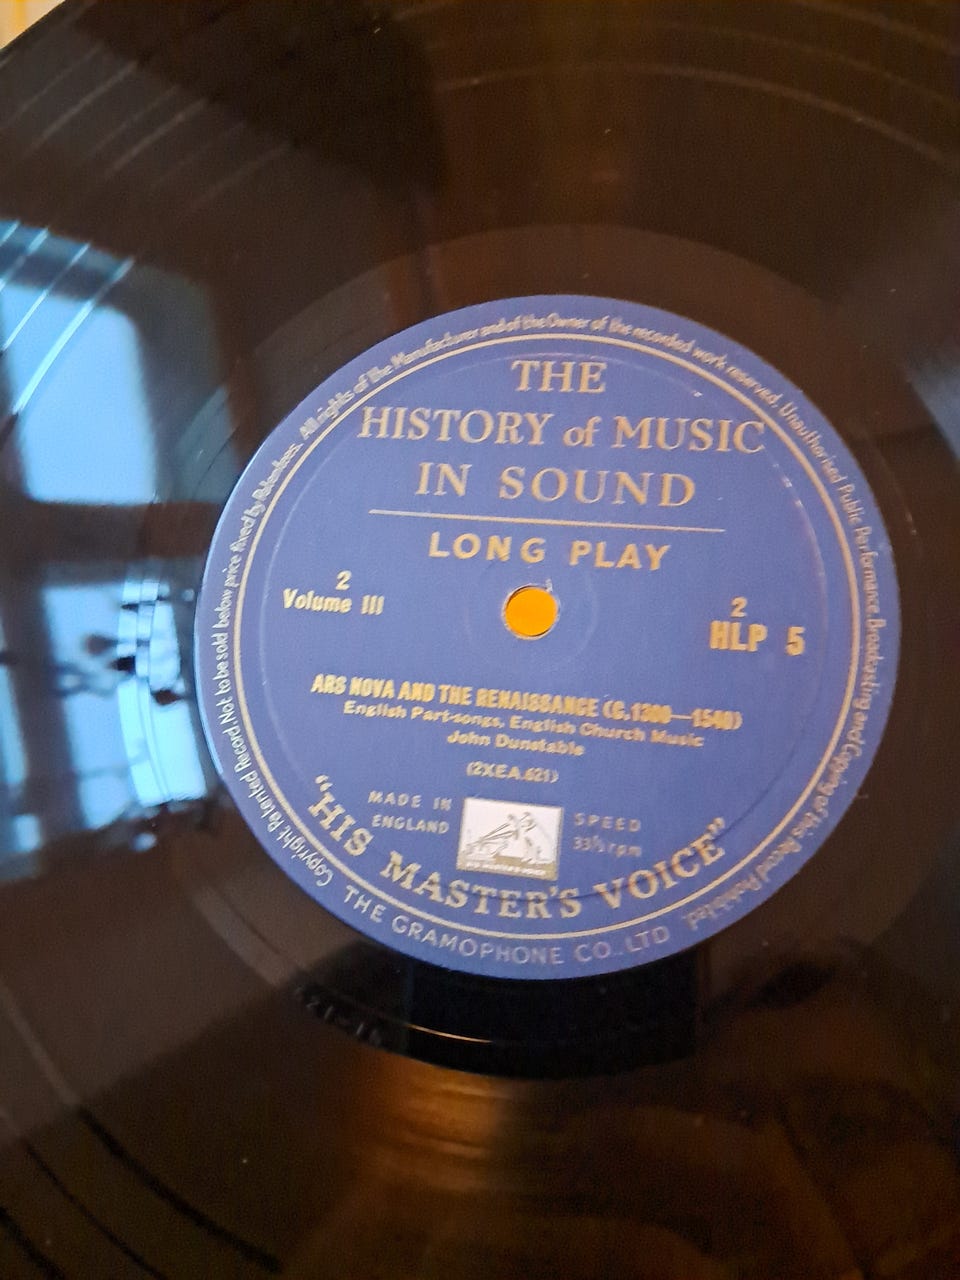 Copyright Patented Record. Not to be sold below price fixed by Patentees. All rights of the Manufacturer and of the Owner of the recorded work reserved. Unauthorised Public Performance, Broadcasting and Copying of this Record Prohibited.
THE
HISTORY of MUSIC
IN SOUND
LONG PLAY
2
Volume III
2
HLP 5
ARS NOVA AND THE RENAISSANCE (C.1300—1540)
English Part-songs, English Church Music
John Dunstable
(2XEA.621)
MADE IN
ENGLAND
SPEED
33⅓ rpm
"HIS MASTER'S VOICE"
THE GRAMOPHONE CO. LTD